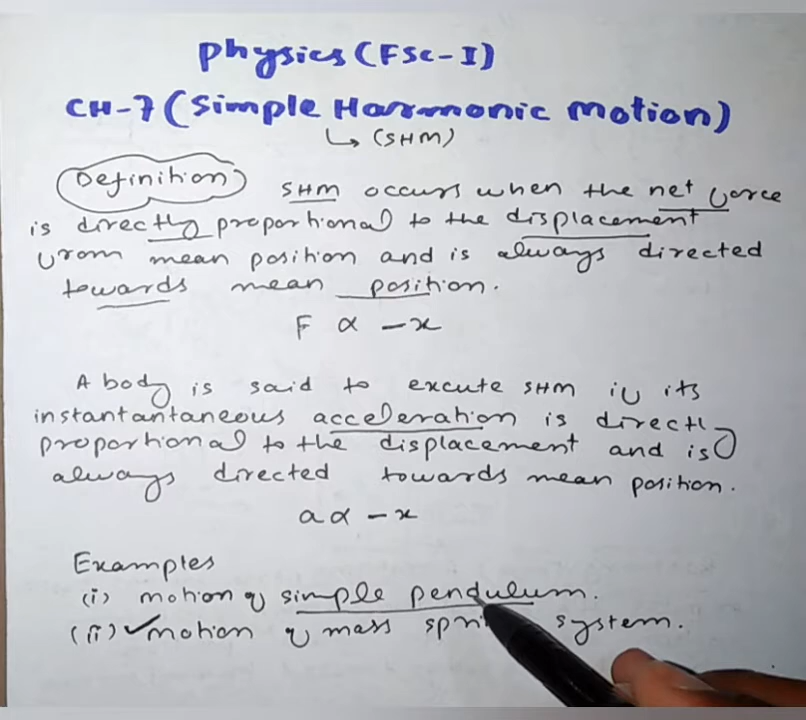 Physics (FSc-I)
CH-7 (Simple Harmonic Motion)
↳ (SHM)
Definition SHM occurs when the net force
is directly proportional to the displacement
from mean position and is always directed
towards mean position.
F ∝ -x
A body is said to excute SHM if its
instantantaneous acceleration is directly
proportional to the displacement and is
always directed towards mean position.
a ∝ -x
Examples
(i) motion of simple pendulum.
(ii) ✓ motion of mass system.